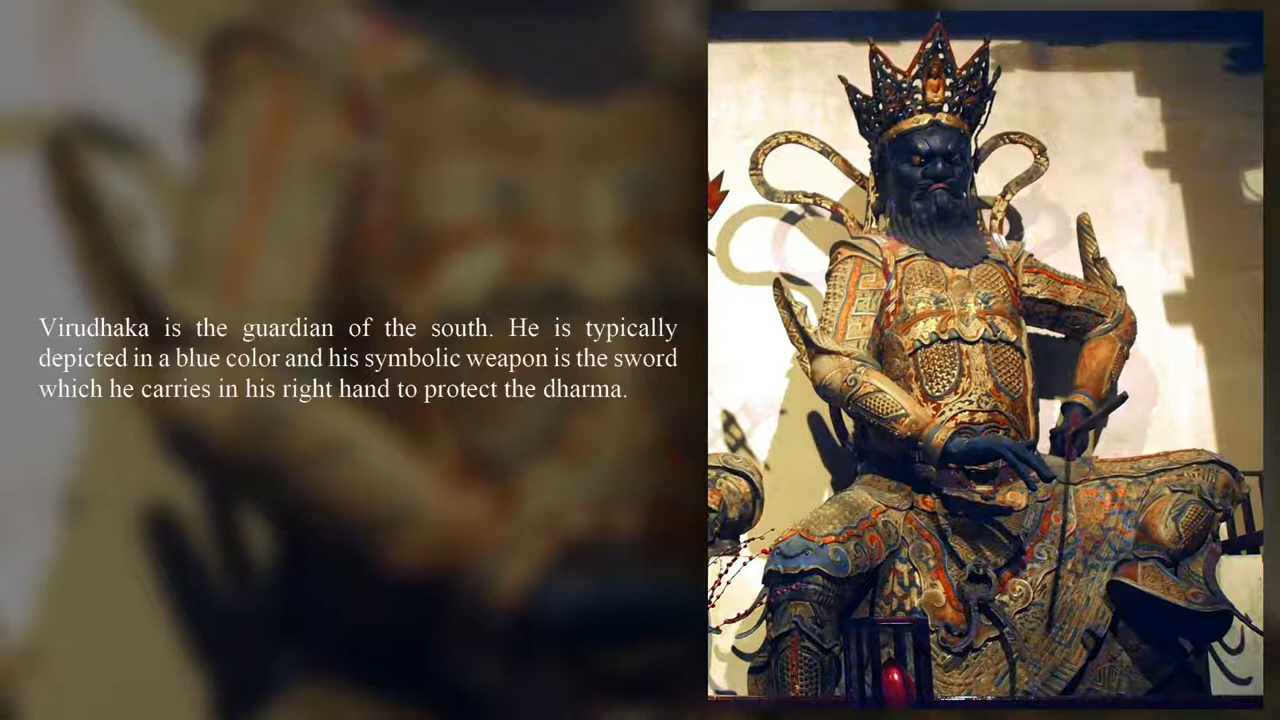 Virudhaka is the guardian of the south. He is typically
depicted in a blue color and his symbolic weapon is the sword
which he carries in his right hand to protect the dharma.